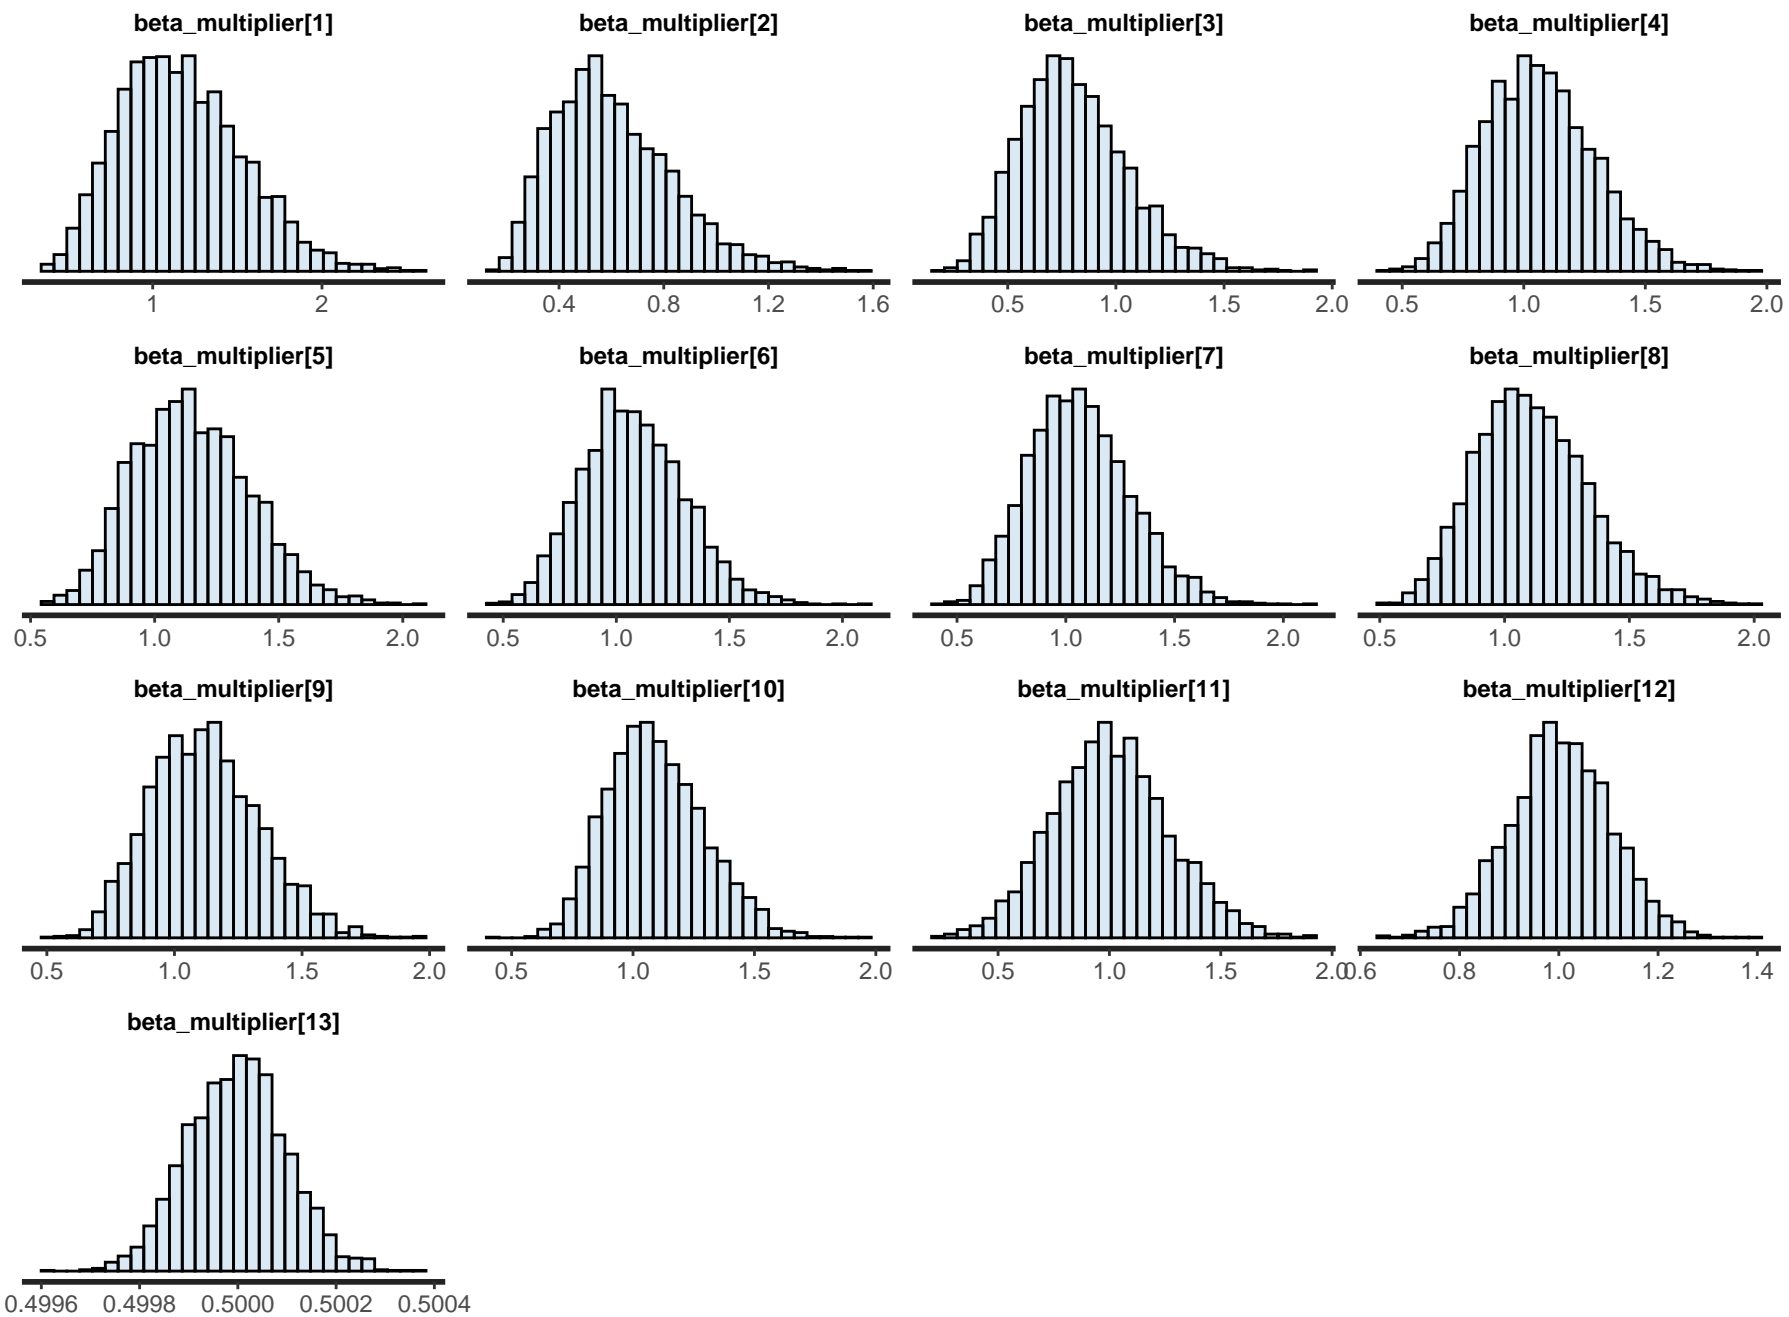 beta_multiplier[1] beta_multiplier[2] beta_multiplier[3] beta_multiplier[4]
1 2 0.4 0.8 1.2 1.6 0.5 1.0 1.5 2.0 0.5 1.0 1.5 2.0
beta_multiplier[5] beta_multiplier[6] beta_multiplier[7] beta_multiplier[8]
0.5 1.0 1.5 2.0 0.5 1.0 1.5 2.0 0.5 1.0 1.5 2.0 0.5 1.0 1.5 2.0
beta_multiplier[9] beta_multiplier[10] beta_multiplier[11] beta_multiplier[12]
0.5 1.0 1.5 2.0 0.5 1.0 1.5 2.0 0.5 1.0 1.5 2.0 0.6 0.8 1.0 1.2 1.4
beta_multiplier[13]
0.4996 0.4998 0.5000 0.5002 0.5004